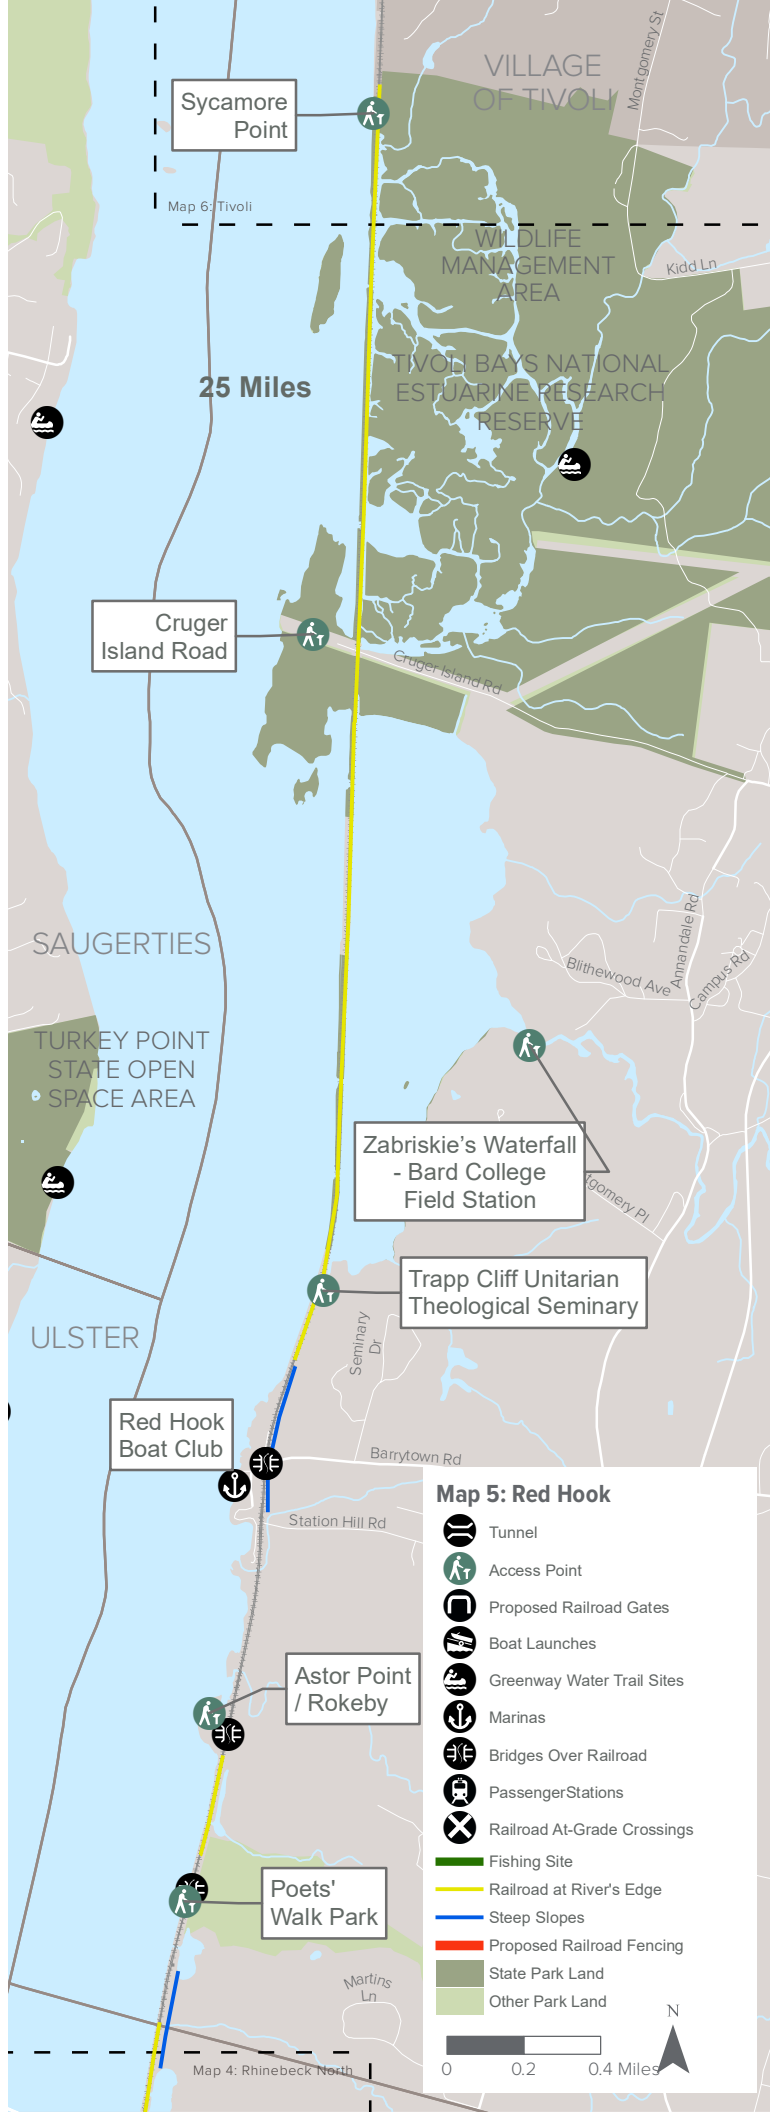 VILLAGE
OF TIVOLI
Montgomery St
Sycamore
Point
Map 6: Tivoli
WILDLIFE
MANAGEMENT
AREA
Kidd Ln
25 Miles
TIVOLI BAYS NATIONAL
ESTUARINE RESEARCH
RESERVE
Cruger
Island Road
Cruger Island Rd
SAUGERTIES
Annandale Rd
Blithewood Ave
Campus Rd
TURKEY POINT
STATE OPEN
SPACE AREA
Zabriskie's Waterfall
- Bard College
Field Station
tgomery Pl
Trapp Cliff Unitarian
Theological Seminary
ULSTER
Seminary
Dr
Red Hook
Boat Club
Barrytown Rd
Station Hill Rd
Astor Point
/ Rokeby
Poets'
Walk Park
Martins
Ln
Map 4: Rhinebeck North
Map 5: Red Hook
Tunnel
Access Point
Proposed Railroad Gates
Boat Launches
Greenway Water Trail Sites
Marinas
Bridges Over Railroad
PassengerStations
Railroad At-Grade Crossings
Fishing Site
Railroad at River's Edge
Steep Slopes
Proposed Railroad Fencing
State Park Land
Other Park Land
N
0 0.2 0.4 Miles